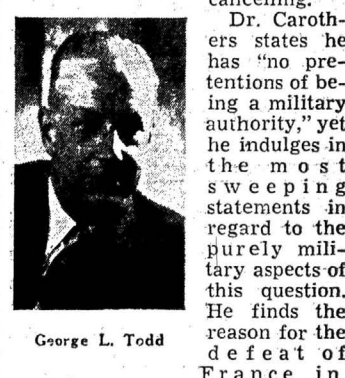 cancelling.
Dr. Caroth-
ers states he
has "no pre-
tentions of be-
ing a military
authority," yet
he indulges in
the most
sweeping
statements in
regard to the
purely mili-
tary aspects of
this question.
He finds the
reason for the
defeat of
France in
George L. Todd